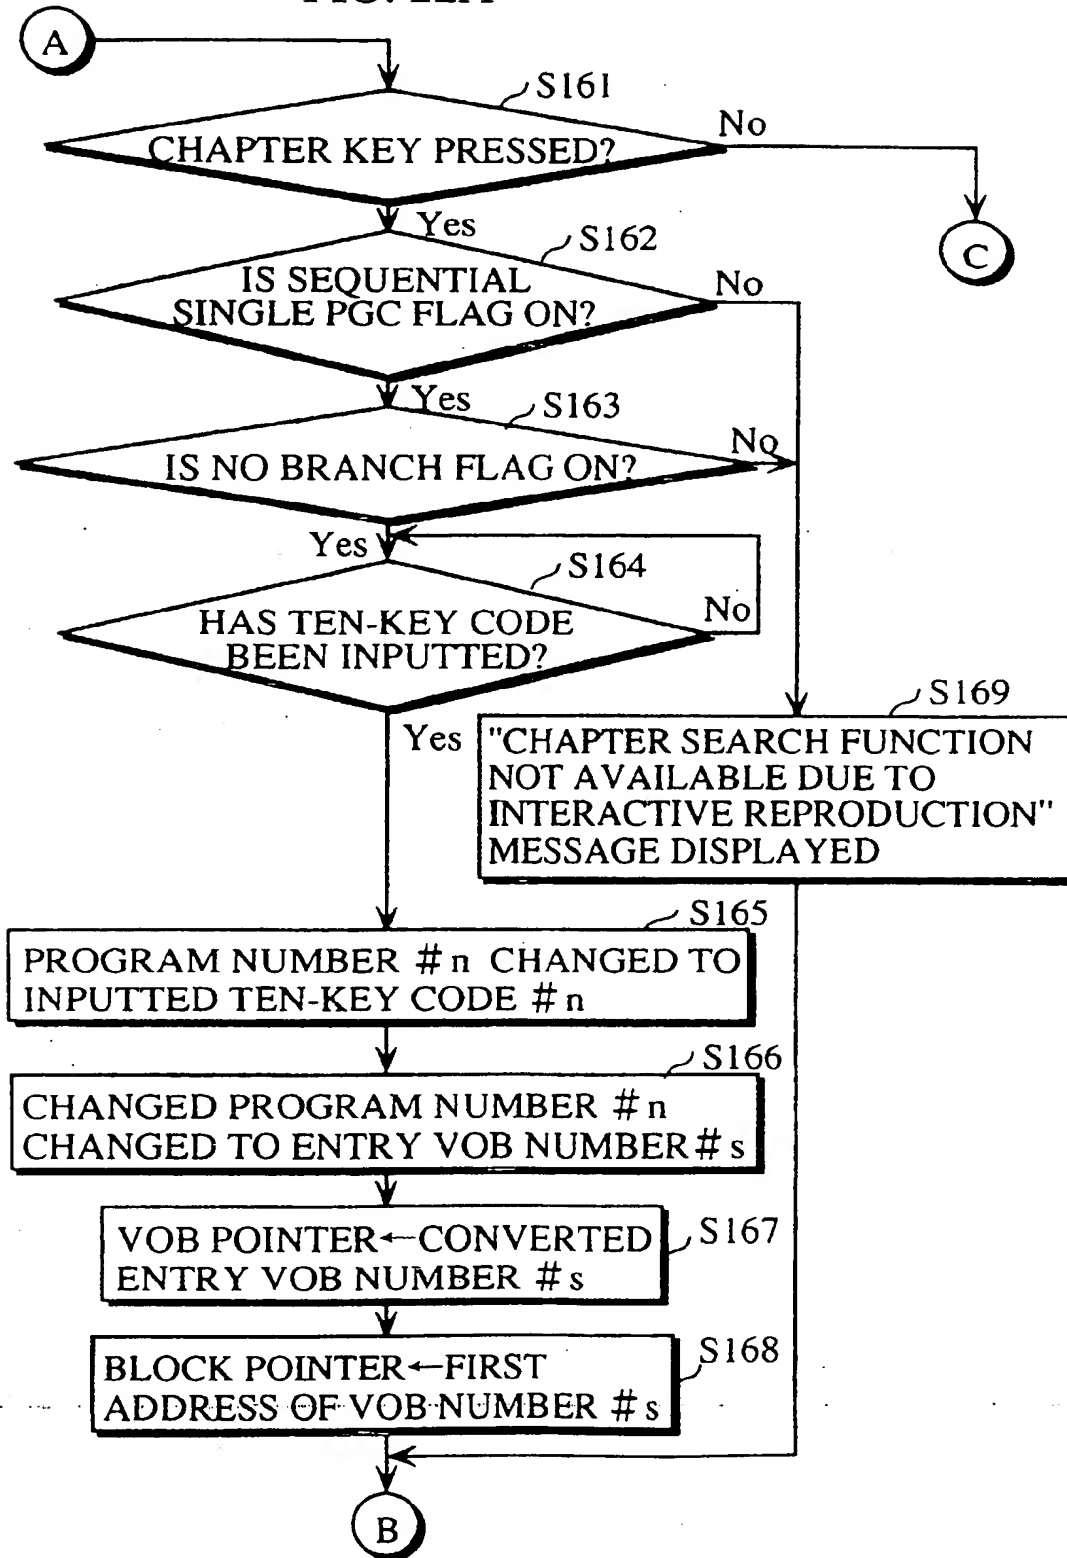 A
S161
CHAPTER KEY PRESSED?
No
C
Yes
S162
IS SEQUENTIAL
SINGLE PGC FLAG ON?
No
Yes
S163
IS NO BRANCH FLAG ON?
No
Yes
S164
HAS TEN-KEY CODE
BEEN INPUTTED?
No
Yes
S169
"CHAPTER SEARCH FUNCTION
NOT AVAILABLE DUE TO
INTERACTIVE REPRODUCTION"
MESSAGE DISPLAYED
S165
PROGRAM NUMBER #n CHANGED TO
INPUTTED TEN-KEY CODE #n
S166
CHANGED PROGRAM NUMBER #n
CHANGED TO ENTRY VOB NUMBER #s
S167
VOB POINTER←CONVERTED
ENTRY VOB NUMBER #s
S168
BLOCK POINTER←FIRST
ADDRESS OF VOB NUMBER #s
B